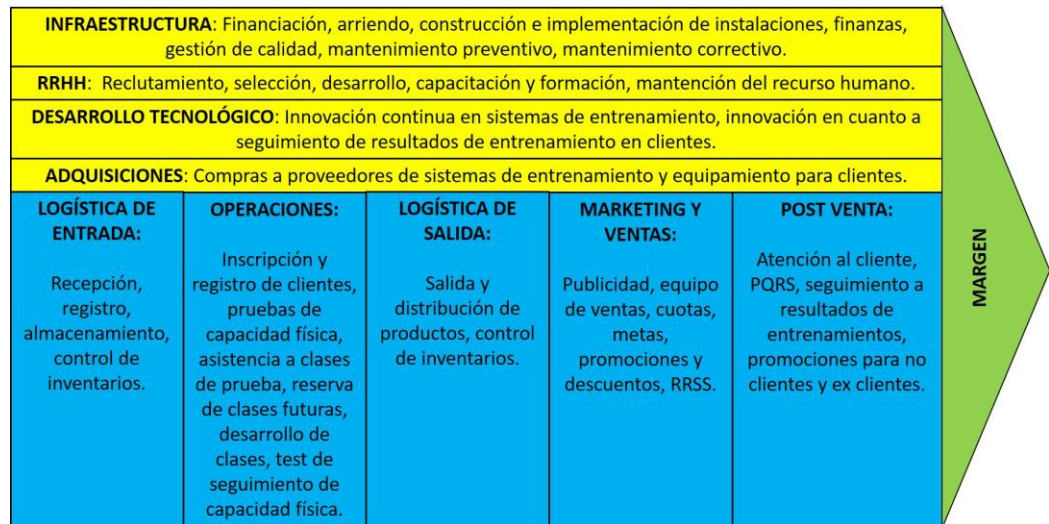 INFRAESTRUCTURA: Financiación, arriendo, construcción e implementación de instalaciones, finanzas,
gestión de calidad, mantenimiento preventivo, mantenimiento correctivo.
RRHH: Reclutamiento, selección, desarrollo, capacitación y formación, mantención del recurso humano.
DESARROLLO TECNOLÓGICO: Innovación continua en sistemas de entrenamiento, innovación en cuanto a
seguimiento de resultados de entrenamiento en clientes.
ADQUISICIONES: Compras a proveedores de sistemas de entrenamiento y equipamiento para clientes.
LOGÍSTICA DE
ENTRADA:
Recepción,
registro,
almacenamiento,
control de
inventarios.
OPERACIONES:
Inscripción y
registro de clientes,
pruebas de
capacidad física,
asistencia a clases
de prueba, reserva
de clases futuras,
desarrollo de
clases, test de
seguimiento de
capacidad física.
LOGÍSTICA DE
SALIDA:
Salida y
distribución de
productos, control
de inventarios.
MARKETING Y
VENTAS:
Publicidad, equipo
de ventas, cuotas,
metas,
promociones y
descuentos, RRSS.
POST VENTA:
Atención al cliente,
PQRS, seguimiento a
resultados de
entrenamientos,
promociones para no
clientes y ex clientes.
MARGEN